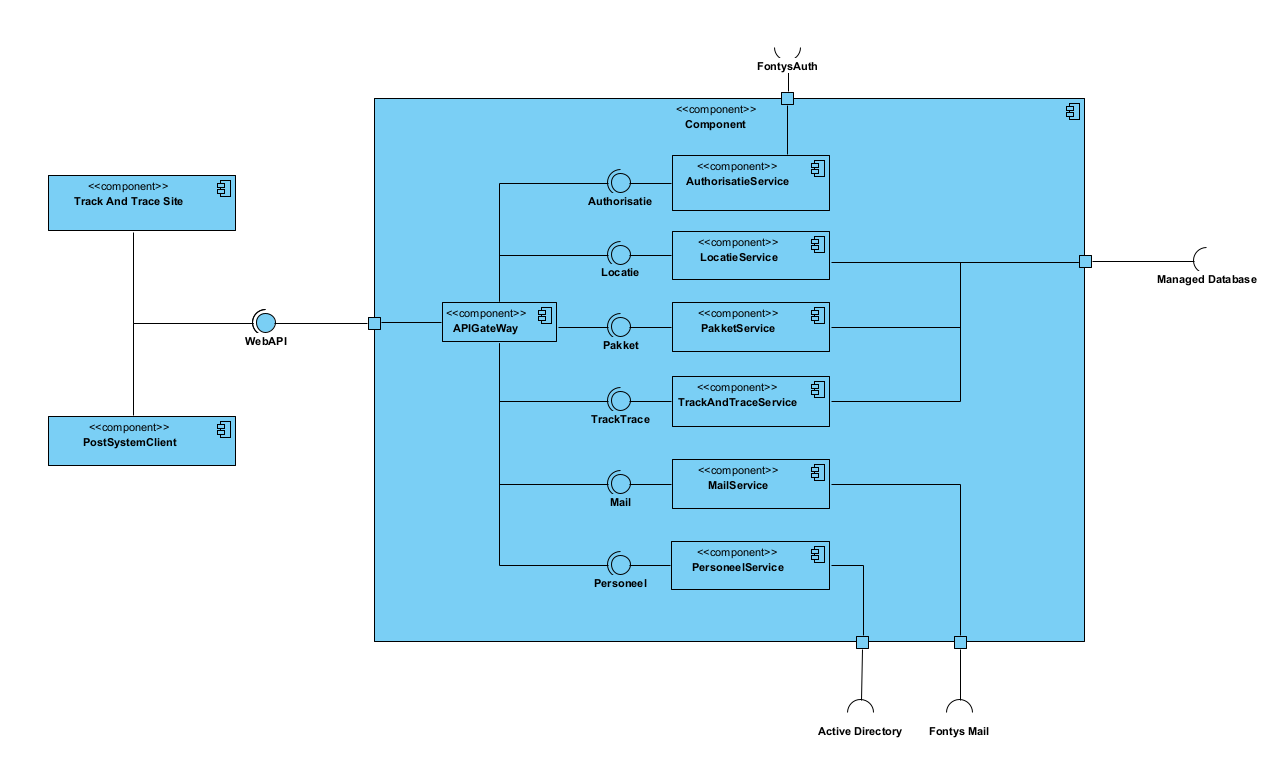 FontysAuth
<<component>>
Component
<<component>>
Track And Trace Site
<<component>>
AuthorisatieService
Authorisatie
<<component>>
LocatieService
Locatie
Managed Database
<<component>>
APIGateWay
<<component>>
PakketService
WebAPI
Pakket
<<component>>
TrackAndTraceService
TrackTrace
<<component>>
PostSystemClient
<<component>>
MailService
Mail
<<component>>
PersoneelService
Personeel
Active Directory
Fontys Mail